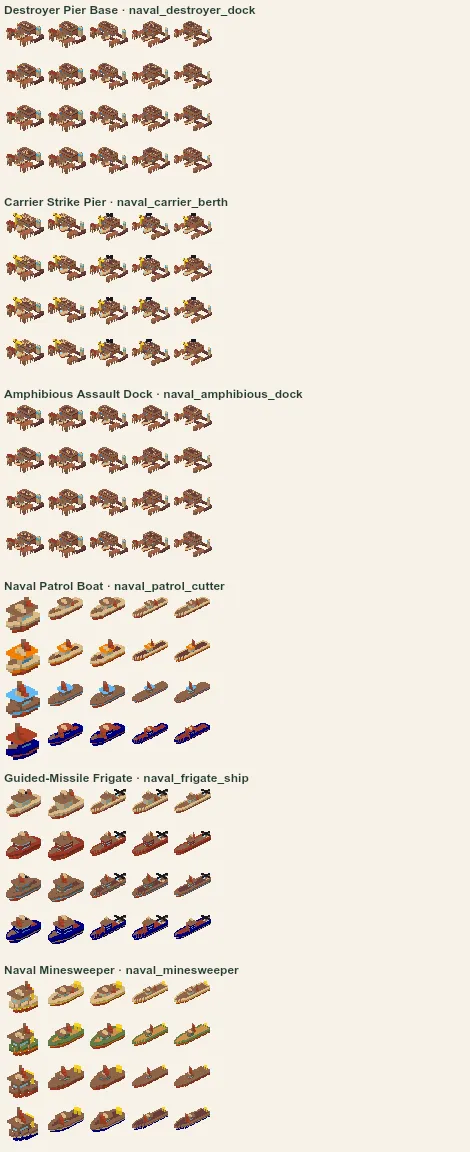 Destroyer Pier Base · naval_destroyer_dock
Carrier Strike Pier · naval_carrier_berth
Amphibious Assault Dock · naval_amphibious_dock
Naval Patrol Boat · naval_patrol_cutter
Guided-Missile Frigate · naval_frigate_ship
Naval Minesweeper · naval_minesweeper